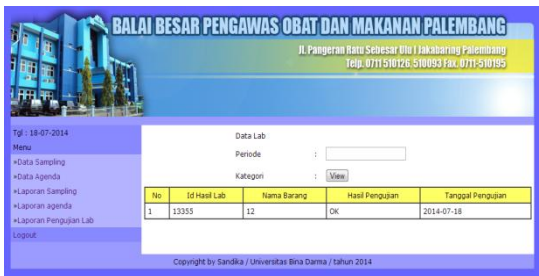 BALAI BESAR PENGAWAS OBAT DAN MAKANAN PALEMBANG
JL. Pangeran Ratu Sebesar Ulu I Jakabaring Palembang
Telp. 0711 510126, 510093 Fax. 0711-510195
Tgl : 18-07-2014
Menu
»Data Sampling
»Data Agenda
»Laporan Sampling
»Laporan agenda
»Laporan Pengujian Lab
Logout
Data Lab
Periode :
Kategori : View
No Id Hasil Lab Nama Barang Hasil Pengujian Tanggal Pengujian
1 13355 12 OK 2014-07-18
Copyright by Sandika / Universitas Bina Darma / tahun 2014